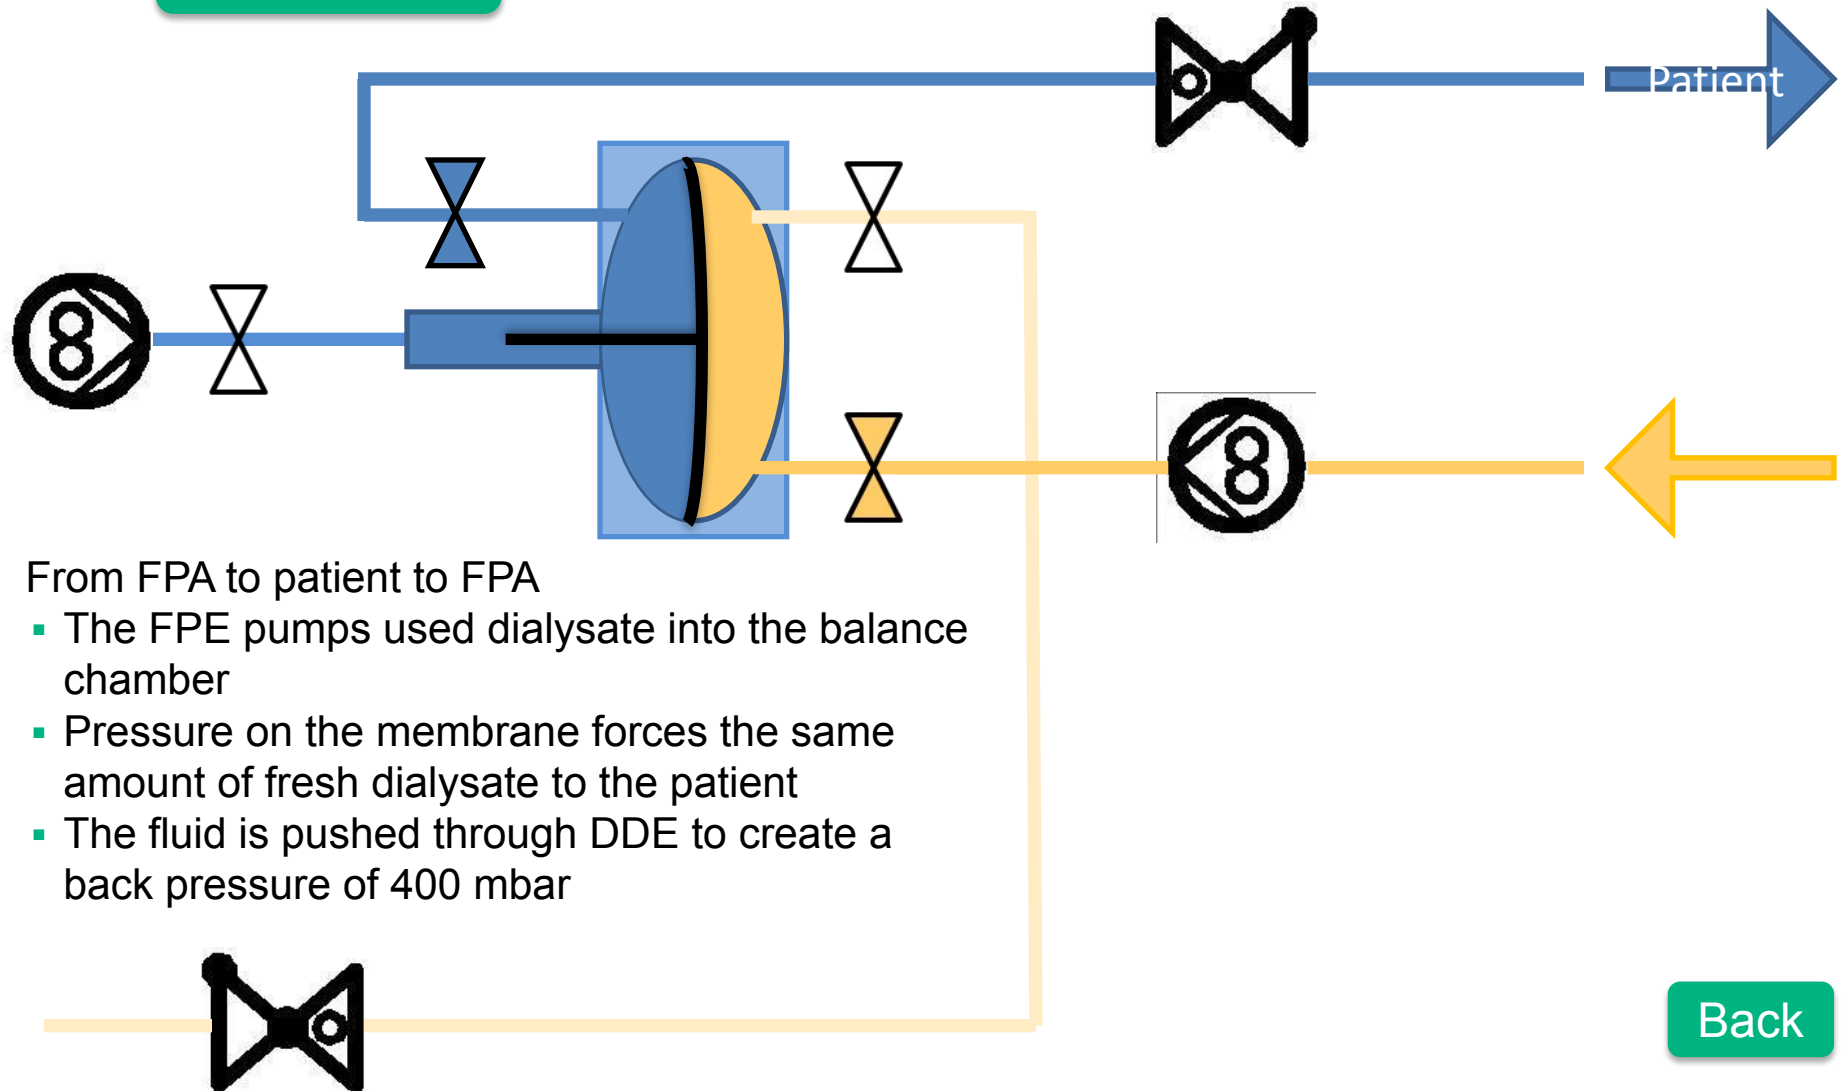 Patient
From FPA to patient to FPA
▪ The FPE pumps used dialysate into the balance
chamber
▪ Pressure on the membrane forces the same
amount of fresh dialysate to the patient
▪ The fluid is pushed through DDE to create a
back pressure of 400 mbar
Back